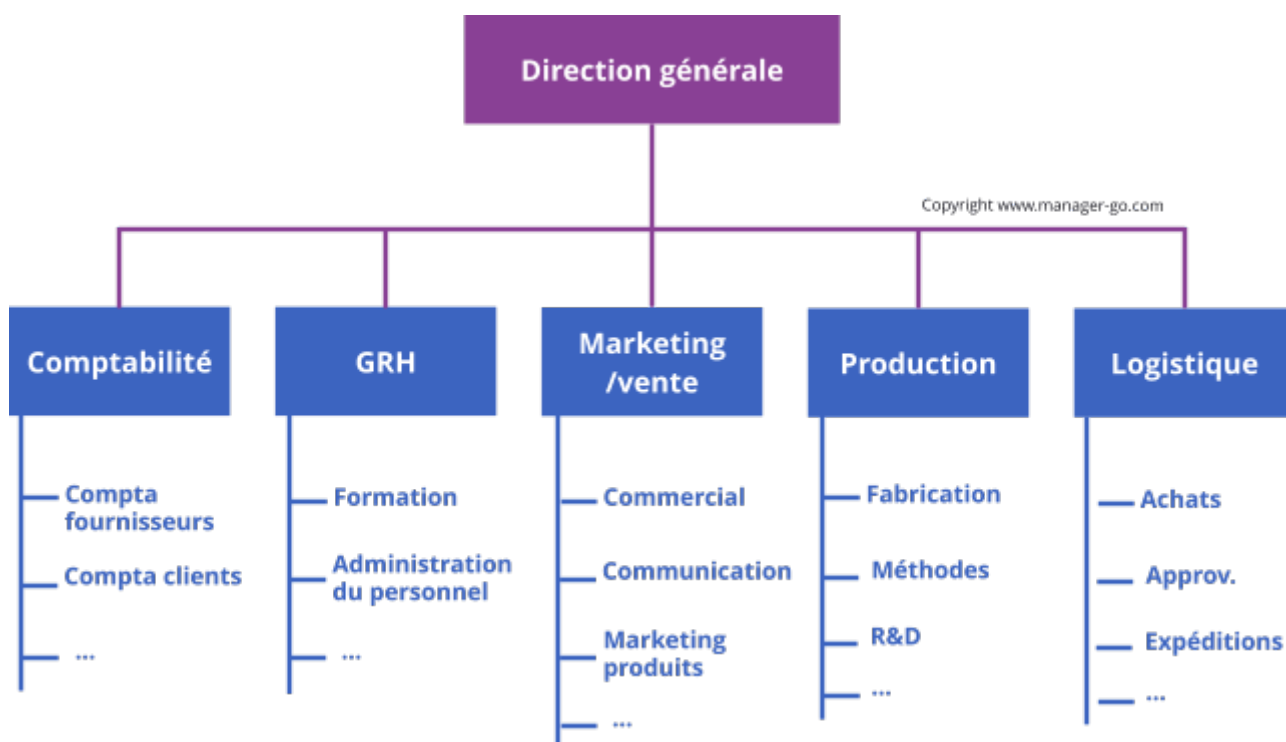 Direction générale
Copyright www.manager-go.com
Comptabilité
GRH
Marketing
/vente
Production
Logistique
Compta
fournisseurs
Compta clients
...
Formation
Administration
du personnel
...
Commercial
Communication
Marketing
produits
...
Fabrication
Méthodes
R&D
...
Achats
Approv.
Expéditions
...